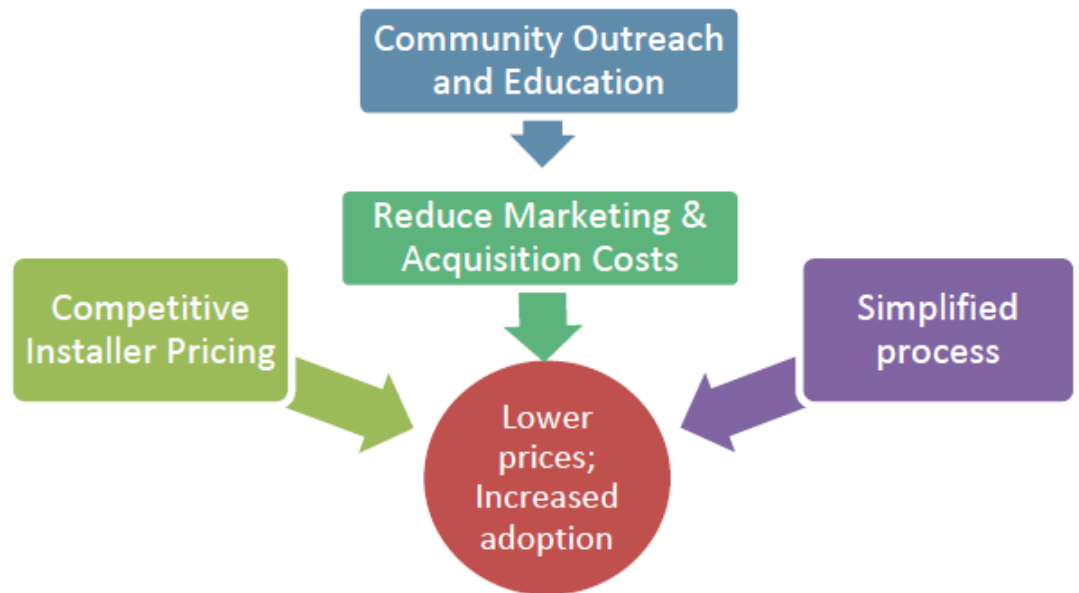 Community Outreach
and Education
Reduce Marketing &
Acquisition Costs
Competitive
Installer Pricing
Simplified
process
Lower
prices;
Increased
adoption